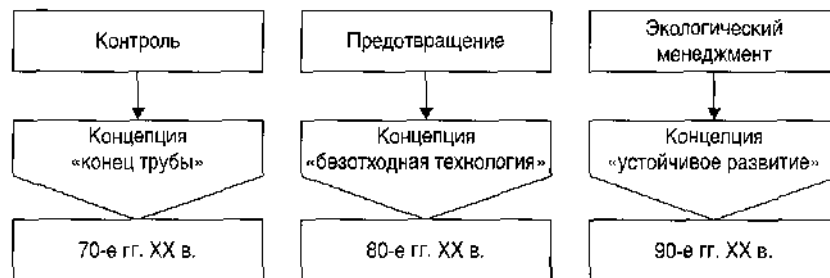 Контроль
Предотвращение
Экологический
менеджмент
Концепция
«конец трубы»
Концепция
«безотходная технология»
Концепция
«устойчивое развитие»
70-е гг. XX в.
80-е гг. XX в.
90-е гг. XX в.